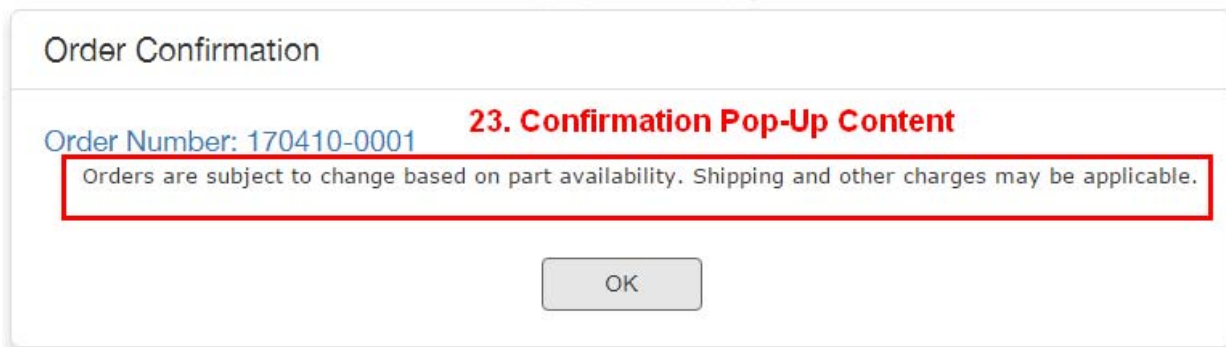 Order Confirmation
23. Confirmation Pop-Up Content
Order Number: 170410-0001
Orders are subject to change based on part availability. Shipping and other charges may be applicable.
OK